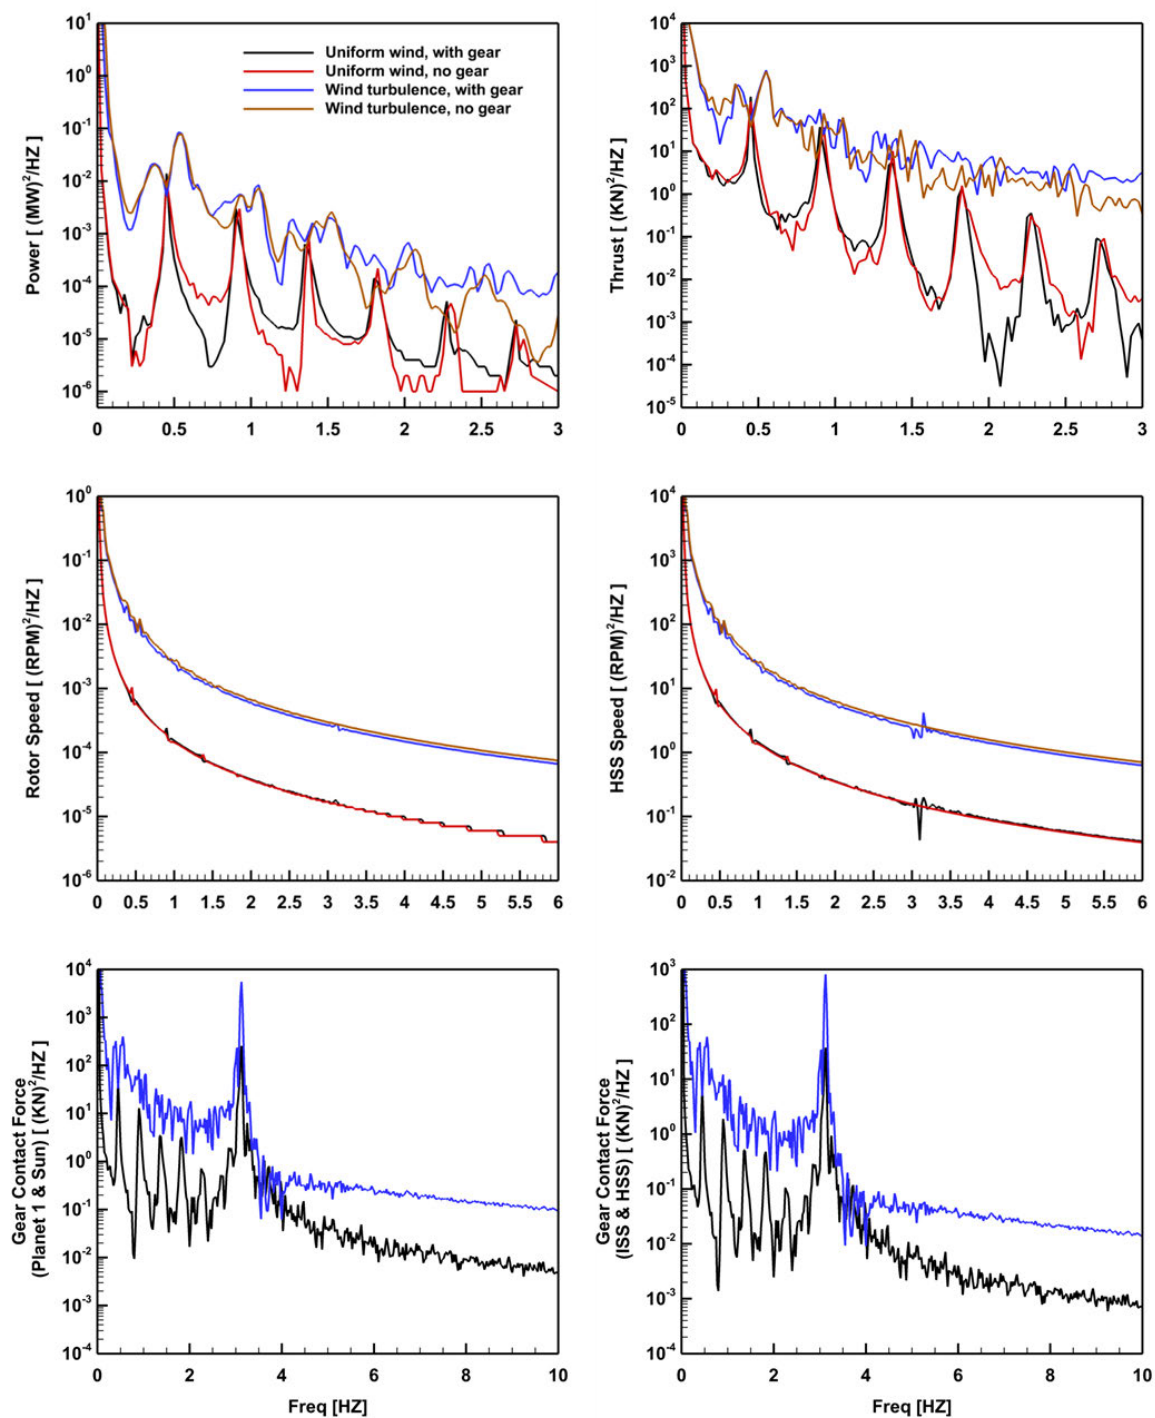 Power [ (MW)²/HZ ]
10¹
10⁰
10⁻¹
10⁻²
10⁻³
10⁻⁴
10⁻⁵
10⁻⁶
Uniform wind, with gear
Uniform wind, no gear
Wind turbulence, with gear
Wind turbulence, no gear
0 0.5 1 1.5 2 2.5 3
Thrust [ (KN)²/HZ ]
10⁴
10³
10²
10¹
10⁰
10⁻¹
10⁻²
10⁻³
10⁻⁴
10⁻⁵
0 0.5 1 1.5 2 2.5 3
Rotor Speed [ (RPM)²/HZ ]
10⁰
10⁻¹
10⁻²
10⁻³
10⁻⁴
10⁻⁵
10⁻⁶
0 0.5 1 1.5 2 2.5 3 3.5 4 4.5 5 5.5 6
HSS Speed [ (RPM)²/HZ ]
10⁴
10³
10²
10¹
10⁰
10⁻¹
10⁻²
0 0.5 1 1.5 2 2.5 3 3.5 4 4.5 5 5.5 6
Gear Contact Force
(Planet 1 & Sun) [ (KN)²/HZ ]
10⁴
10³
10²
10¹
10⁰
10⁻¹
10⁻²
10⁻³
10⁻⁴
0 2 4 6 8 10
Freq [HZ]
Gear Contact Force
(ISS & HSS) [ (KN)²/HZ ]
10³
10²
10¹
10⁰
10⁻¹
10⁻²
10⁻³
10⁻⁴
0 2 4 6 8 10
Freq [HZ]